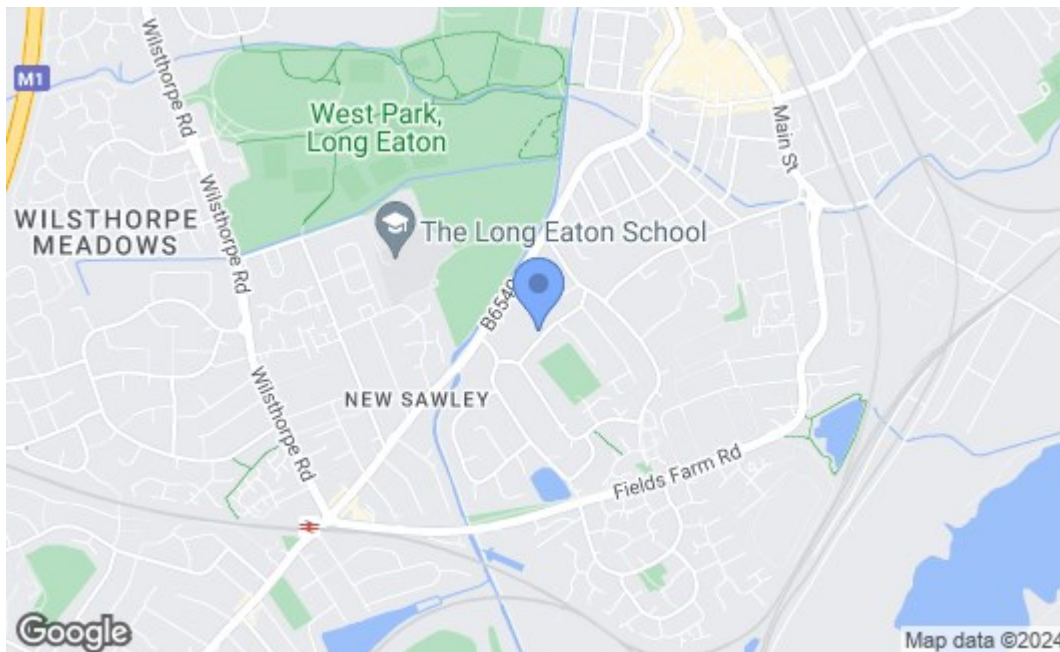 M1
Wilsthorpe Rd
West Park,
Long Eaton
Main St
Wilsthorpe Rd
WILSTHORPE
MEADOWS
The Long Eaton School
B6540
NEW SAWLEY
Wilsthorpe Rd
Fields Farm Rd
Google
Map data ©2024